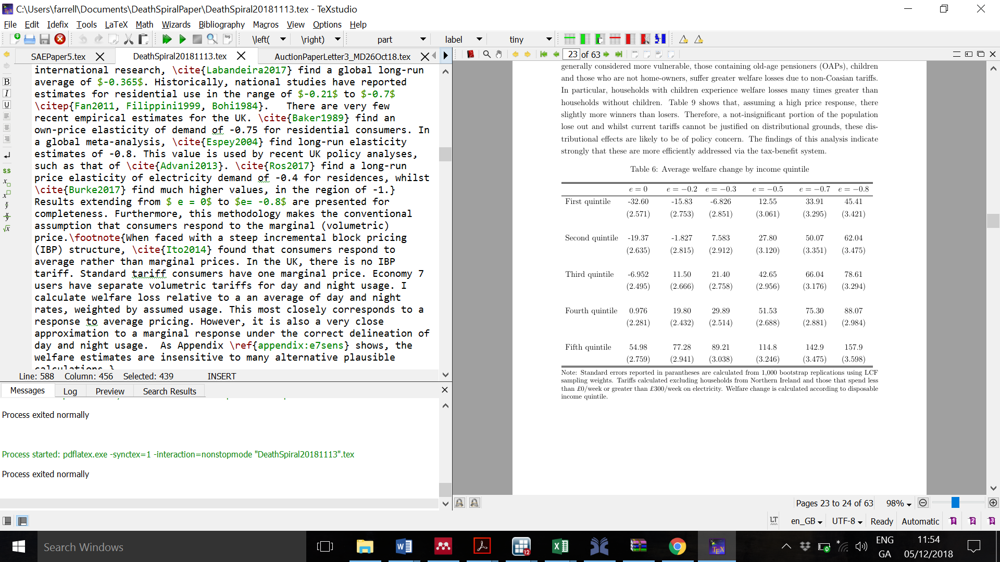 C:\Users\farrell\Documents\DeathSpiralPaper\DeathSpiral20181113.tex - TeXstudio
File Edit Idefix Tools LaTeX Math Wizards Bibliography Macros View Options Help
log \left( \right) part label tiny
SAEPaper5.tex DeathSpiral20181113.tex AuctionPaperLetter3_MD26Oct18.tex
23 of 63
international research, \cite{Labandeira2017} find a global long-run
average of $-0.365$. Historically, national studies have reported
estimates for residential use in the range of $-0.21$ to $-0.7$
\citep{Fan2011, Filippini1999, Bohi1984}. There are very few
recent empirical estimates for the UK. \cite{Baker1989} find an
own-price elasticity of demand of -0.75 for residential consumers. In
a global meta-analysis, \cite{Espey2004} find long-run elasticity
estimates of -0.8. This value is used by recent UK policy analyses,
such as that of \cite{Advani2013}. \cite{Ros2017} find a long-run
price elasticity of electricity demand of -0.4 for residences, whilst
\cite{Burke2017} find much higher values, in the region of -1.}
Results extending from $ e = 0$ to $e= -0.8$ are presented for
completeness. Furthermore, this methodology makes the conventional
assumption that consumers respond to the marginal (volumetric)
price.\footnote{When faced with a steep incremental block pricing
(IBP) structure, \cite{Ito2014} found that consumers respond to
average rather than marginal prices. In the UK, there is no IBP
tariff. Standard tariff consumers have one marginal price. Economy 7
users have separate volumetric tariffs for day and night usage. I
calculate welfare loss relative to a an average of day and night
rates, weighted by assumed usage. This most closely corresponds to a
response to average pricing. However, it is also a very close
approximation to a marginal response under the correct delineation of
day and night usage. As Appendix \ref{appendix:e7sens} shows, the
welfare estimates are insensitive to many alternative plausible
calculations.}
Line: 588 Column: 456 Selected: 439 INSERT
Messages Log Preview Search Results
Process exited normally
Process started: pdflatex.exe -synctex=1 -interaction=nonstopmode "DeathSpiral20181113".tex
Process exited normally
generally considered more vulnerable, those containing old-age pensioners (OAPs), children
and those who are not home-owners, suffer greater welfare losses due to non-Coasian tariffs.
In particular, households with children experience welfare losses many times greater than
households without children. Table 9 shows that, assuming a high price response, there
slightly more winners than losers. Therefore, a not-insignificant portion of the population
lose out and whilst current tariffs cannot be justified on distributional grounds, these dis-
tributional effects are likely to be of policy concern. The findings of this analysis indicate
strongly that these are more efficiently addressed via the tax-benefit system.
Table 6: Average welfare change by income quintile
e = 0 e = −0.2 e = −0.3 e = −0.5 e = −0.7 e = −0.8
First quintile -32.60 -15.83 -6.826 12.55 33.91 45.41
(2.571) (2.753) (2.851) (3.061) (3.295) (3.421)
Second quintile -19.37 -1.827 7.583 27.80 50.07 62.04
(2.635) (2.815) (2.912) (3.120) (3.351) (3.475)
Third quintile -6.952 11.50 21.40 42.65 66.04 78.61
(2.495) (2.666) (2.758) (2.956) (3.176) (3.294)
Fourth quintile 0.976 19.80 29.89 51.53 75.30 88.07
(2.281) (2.432) (2.514) (2.688) (2.881) (2.984)
Fifth quintile 54.98 77.28 89.21 114.8 142.9 157.9
(2.759) (2.941) (3.038) (3.246) (3.475) (3.598)
Note: Standard errors reported in parantheses are calculated from 1,000 bootstrap replications using LCF
sampling weights. Tariffs calculated excluding households from Northern Ireland and those that spend less
than £0/week or greater than £300/week on electricity. Welfare change is calculated according to disposable
income quintile.
Pages 23 to 24 of 63 98%
LT en_GB UTF-8 Ready Automatic 1 2 3
Search Windows
ENG
GA
11:54
05/12/2018